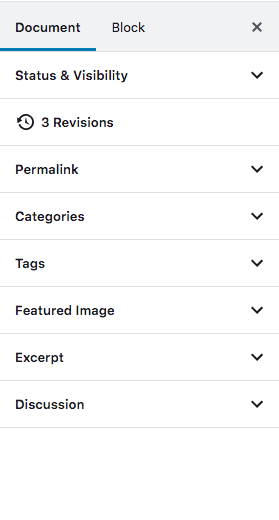 Document Block
Status & Visibility
3 Revisions
Permalink
Categories
Tags
Featured Image
Excerpt
Discussion